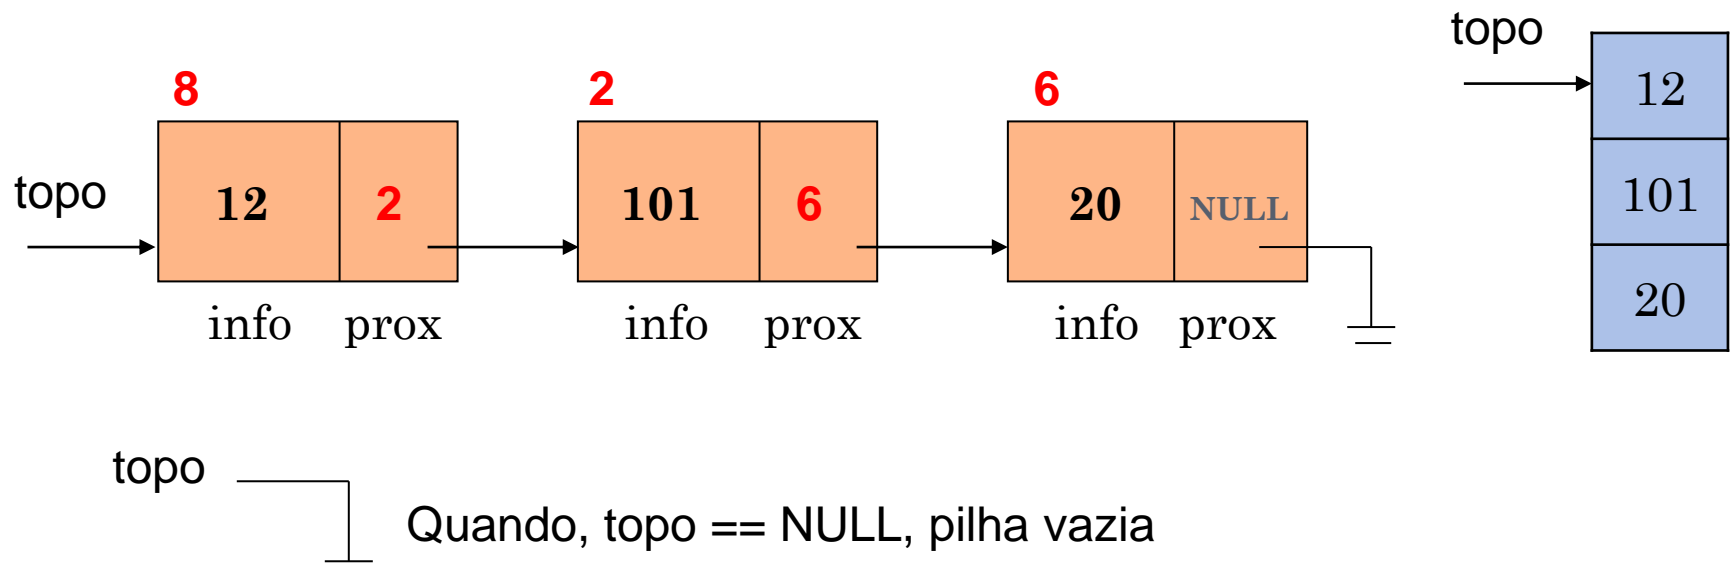 topo
8 2 6
12
topo
12 2
101 6
20 NULL
101
info prox
info prox
info prox
20
topo
Quando, topo == NULL, pilha vazia